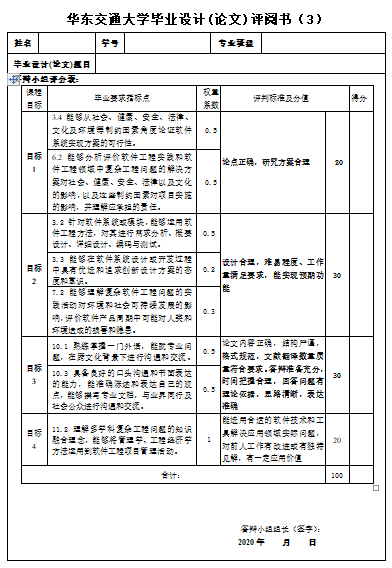 华东交通大学毕业设计(论文)评阅书（3）
姓名 学号 专业班级
毕业设计(论文)题目
答辩小组评分表：
课程目标 毕业要求指标点 权重系数 评判标准及分值 得分
目标1
3.4 能够从社会、健康、安全、法律、
文化及环境等制约因素角度论证软件
系统实现方案的可行性。
0.5
6.2 能够分析评价软件工程实践和软
件工程领域中复杂工程问题的解决方
案对社会、健康、安全、法律以及文化
的影响，以及这些制约因素对项目实施
的影响，并理解应承担的责任。
0.5
论点正确，研究方案合理
20
目标2
3.2 针对软件系统或模块，能够运用软
件工程方法，对其进行需求分析、概要
设计、详细设计、编码与测试。
0.5
3.3 能够在软件系统设计或开发过程
中具有优化和追求创新设计方案的态
度和意识。
0.2
7.2 能够理解复杂软件工程问题的实
践活动对环境和社会可持续发展的影
响，评价软件产品周期中可能对人类和
环境造成的损害和隐患。
0.3
设计合理，难易程度、工作
量满足要求，能实现预期功
能
30
目标3
10.1 熟练掌握一门外语，能就专业问
题，在跨文化背景下进行沟通和交流。
0.5
10.3 具备良好的口头沟通和书面表达
的能力，能准确陈述和表达自己的观
点，能够撰写专业文档，与业界同行及
社会公众进行沟通和交流。
0.5
论文内容正确，结构严谨，
格式规范，文献翻译数量质
量符合要求。答辩准备充分，
时间把握合理，回答问题有
理论依据，思路清晰，表达
准确
30
目标4
11.2 理解多学科复杂工程问题的知识
融合理念，能够将管理学、工程经济学
方法运用到软件工程项目管理活动。
1
能运用合适的软件技术和工
具解决应用领域实际问题，
对前人工作有改进或有独特
见解，有一定应用价值
20
合计： 100
答辩小组组长（签字）：
2020 年 月 日